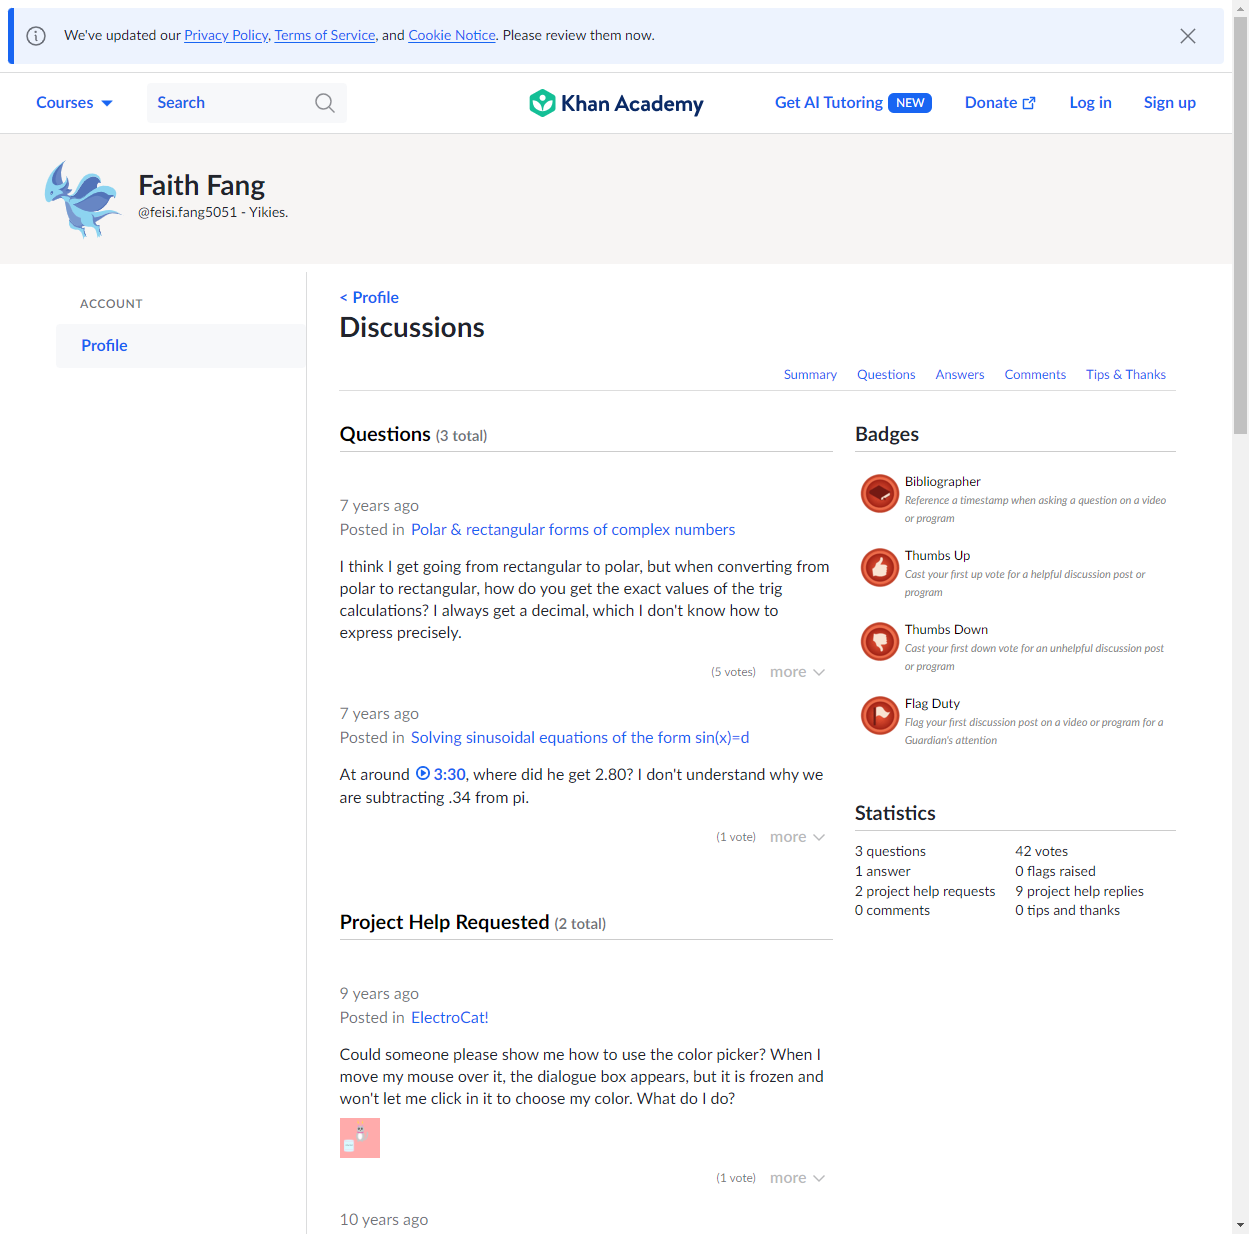 We've updated our Privacy Policy, Terms of Service, and Cookie Notice. Please review them now.
Courses
Search
Khan Academy
Get AI Tutoring NEW
Donate
Log in
Sign up
Faith Fang
@feisi.fang5051 - Yikies.
ACCOUNT
Profile
< Profile
Discussions
Summary
Questions
Answers
Comments
Tips & Thanks
Questions (3 total)
7 years ago
Posted in Polar & rectangular forms of complex numbers
I think I get going from rectangular to polar, but when converting from
polar to rectangular, how do you get the exact values of the trig
calculations? I always get a decimal, which I don't know how to
express precisely.
(5 votes) more
7 years ago
Posted in Solving sinusoidal equations of the form sin(x)=d
At around 3:30, where did he get 2.80? I don't understand why we
are subtracting .34 from pi.
(1 vote) more
Project Help Requested (2 total)
9 years ago
Posted in ElectroCat!
Could someone please show me how to use the color picker? When I
move my mouse over it, the dialogue box appears, but it is frozen and
won't let me click in it to choose my color. What do I do?
(1 vote) more
10 years ago
Badges
Bibliographer
Reference a timestamp when asking a question on a video
or program
Thumbs Up
Cast your first up vote for a helpful discussion post or
program
Thumbs Down
Cast your first down vote for an unhelpful discussion post
or program
Flag Duty
Flag your first discussion post on a video or program for a
Guardian's attention
Statistics
3 questions
42 votes
1 answer
0 flags raised
2 project help requests
9 project help replies
0 comments
0 tips and thanks